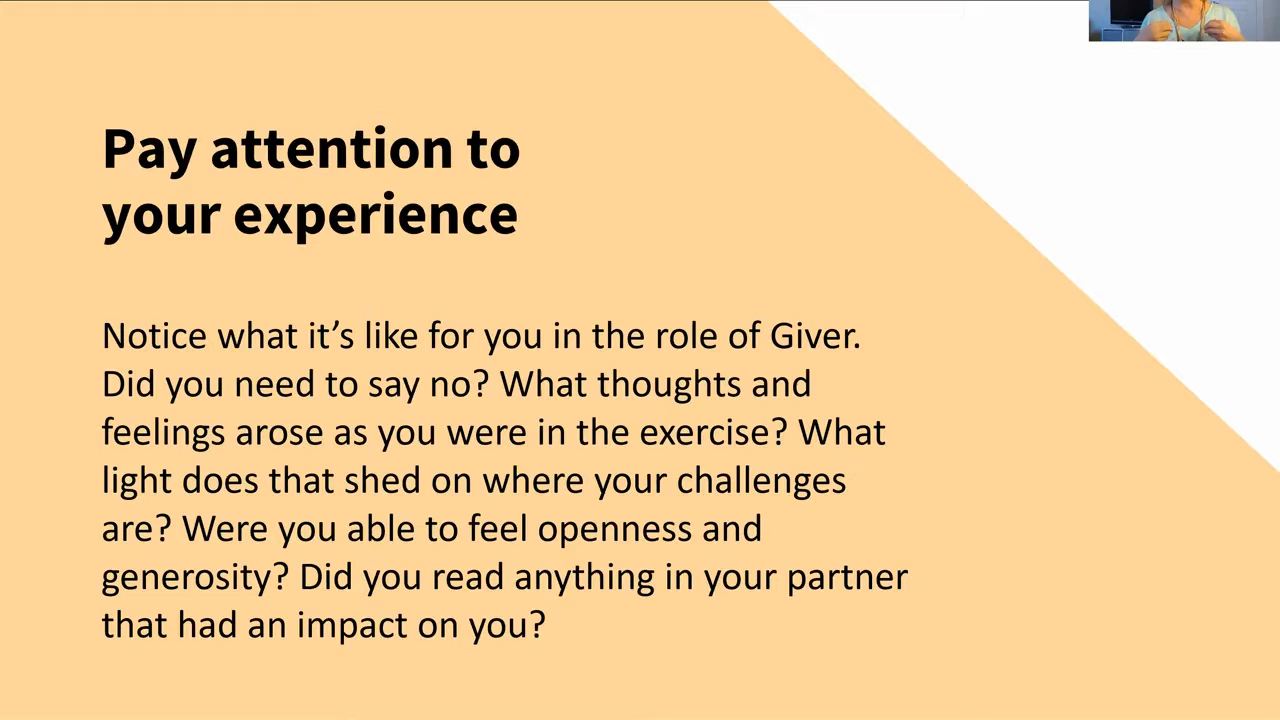 Pay attention to
your experience
Notice what it’s like for you in the role of Giver.
Did you need to say no? What thoughts and
feelings arose as you were in the exercise? What
light does that shed on where your challenges
are? Were you able to feel openness and
generosity? Did you read anything in your partner
that had an impact on you?